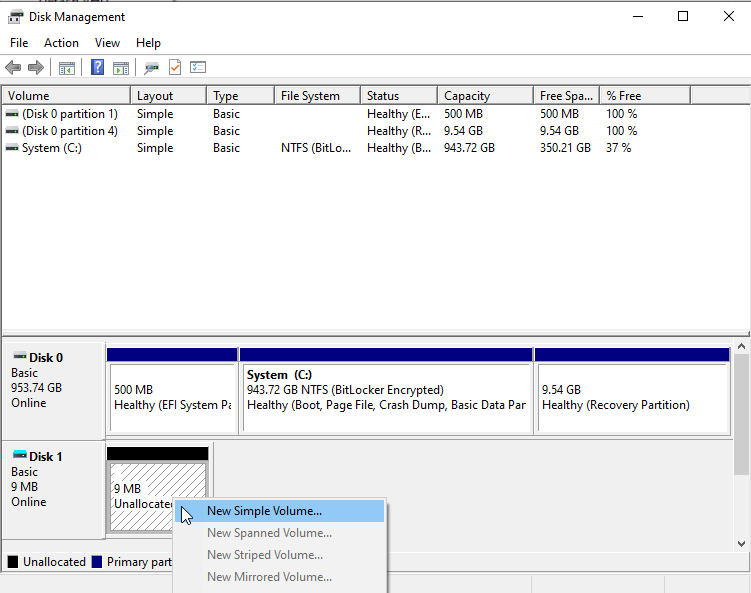 Disk Management
File Action View Help
Volume Layout Type File System Status Capacity Free Spa... % Free
(Disk 0 partition 1) Simple Basic Healthy (E... 500 MB 500 MB 100 %
(Disk 0 partition 4) Simple Basic Healthy (R... 9.54 GB 9.54 GB 100 %
System (C:) Simple Basic NTFS (BitLo... Healthy (B... 943.72 GB 350.21 GB 37 %
Disk 0
Basic
953.74 GB
Online
500 MB
Healthy (EFI System Pa
System (C:)
943.72 GB NTFS (BitLocker Encrypted)
Healthy (Boot, Page File, Crash Dump, Basic Data Par
9.54 GB
Healthy (Recovery Partition)
Disk 1
Basic
9 MB
Online
9 MB
Unallocated
New Simple Volume...
New Spanned Volume...
New Striped Volume...
New Mirrored Volume...
Unallocated Primary part